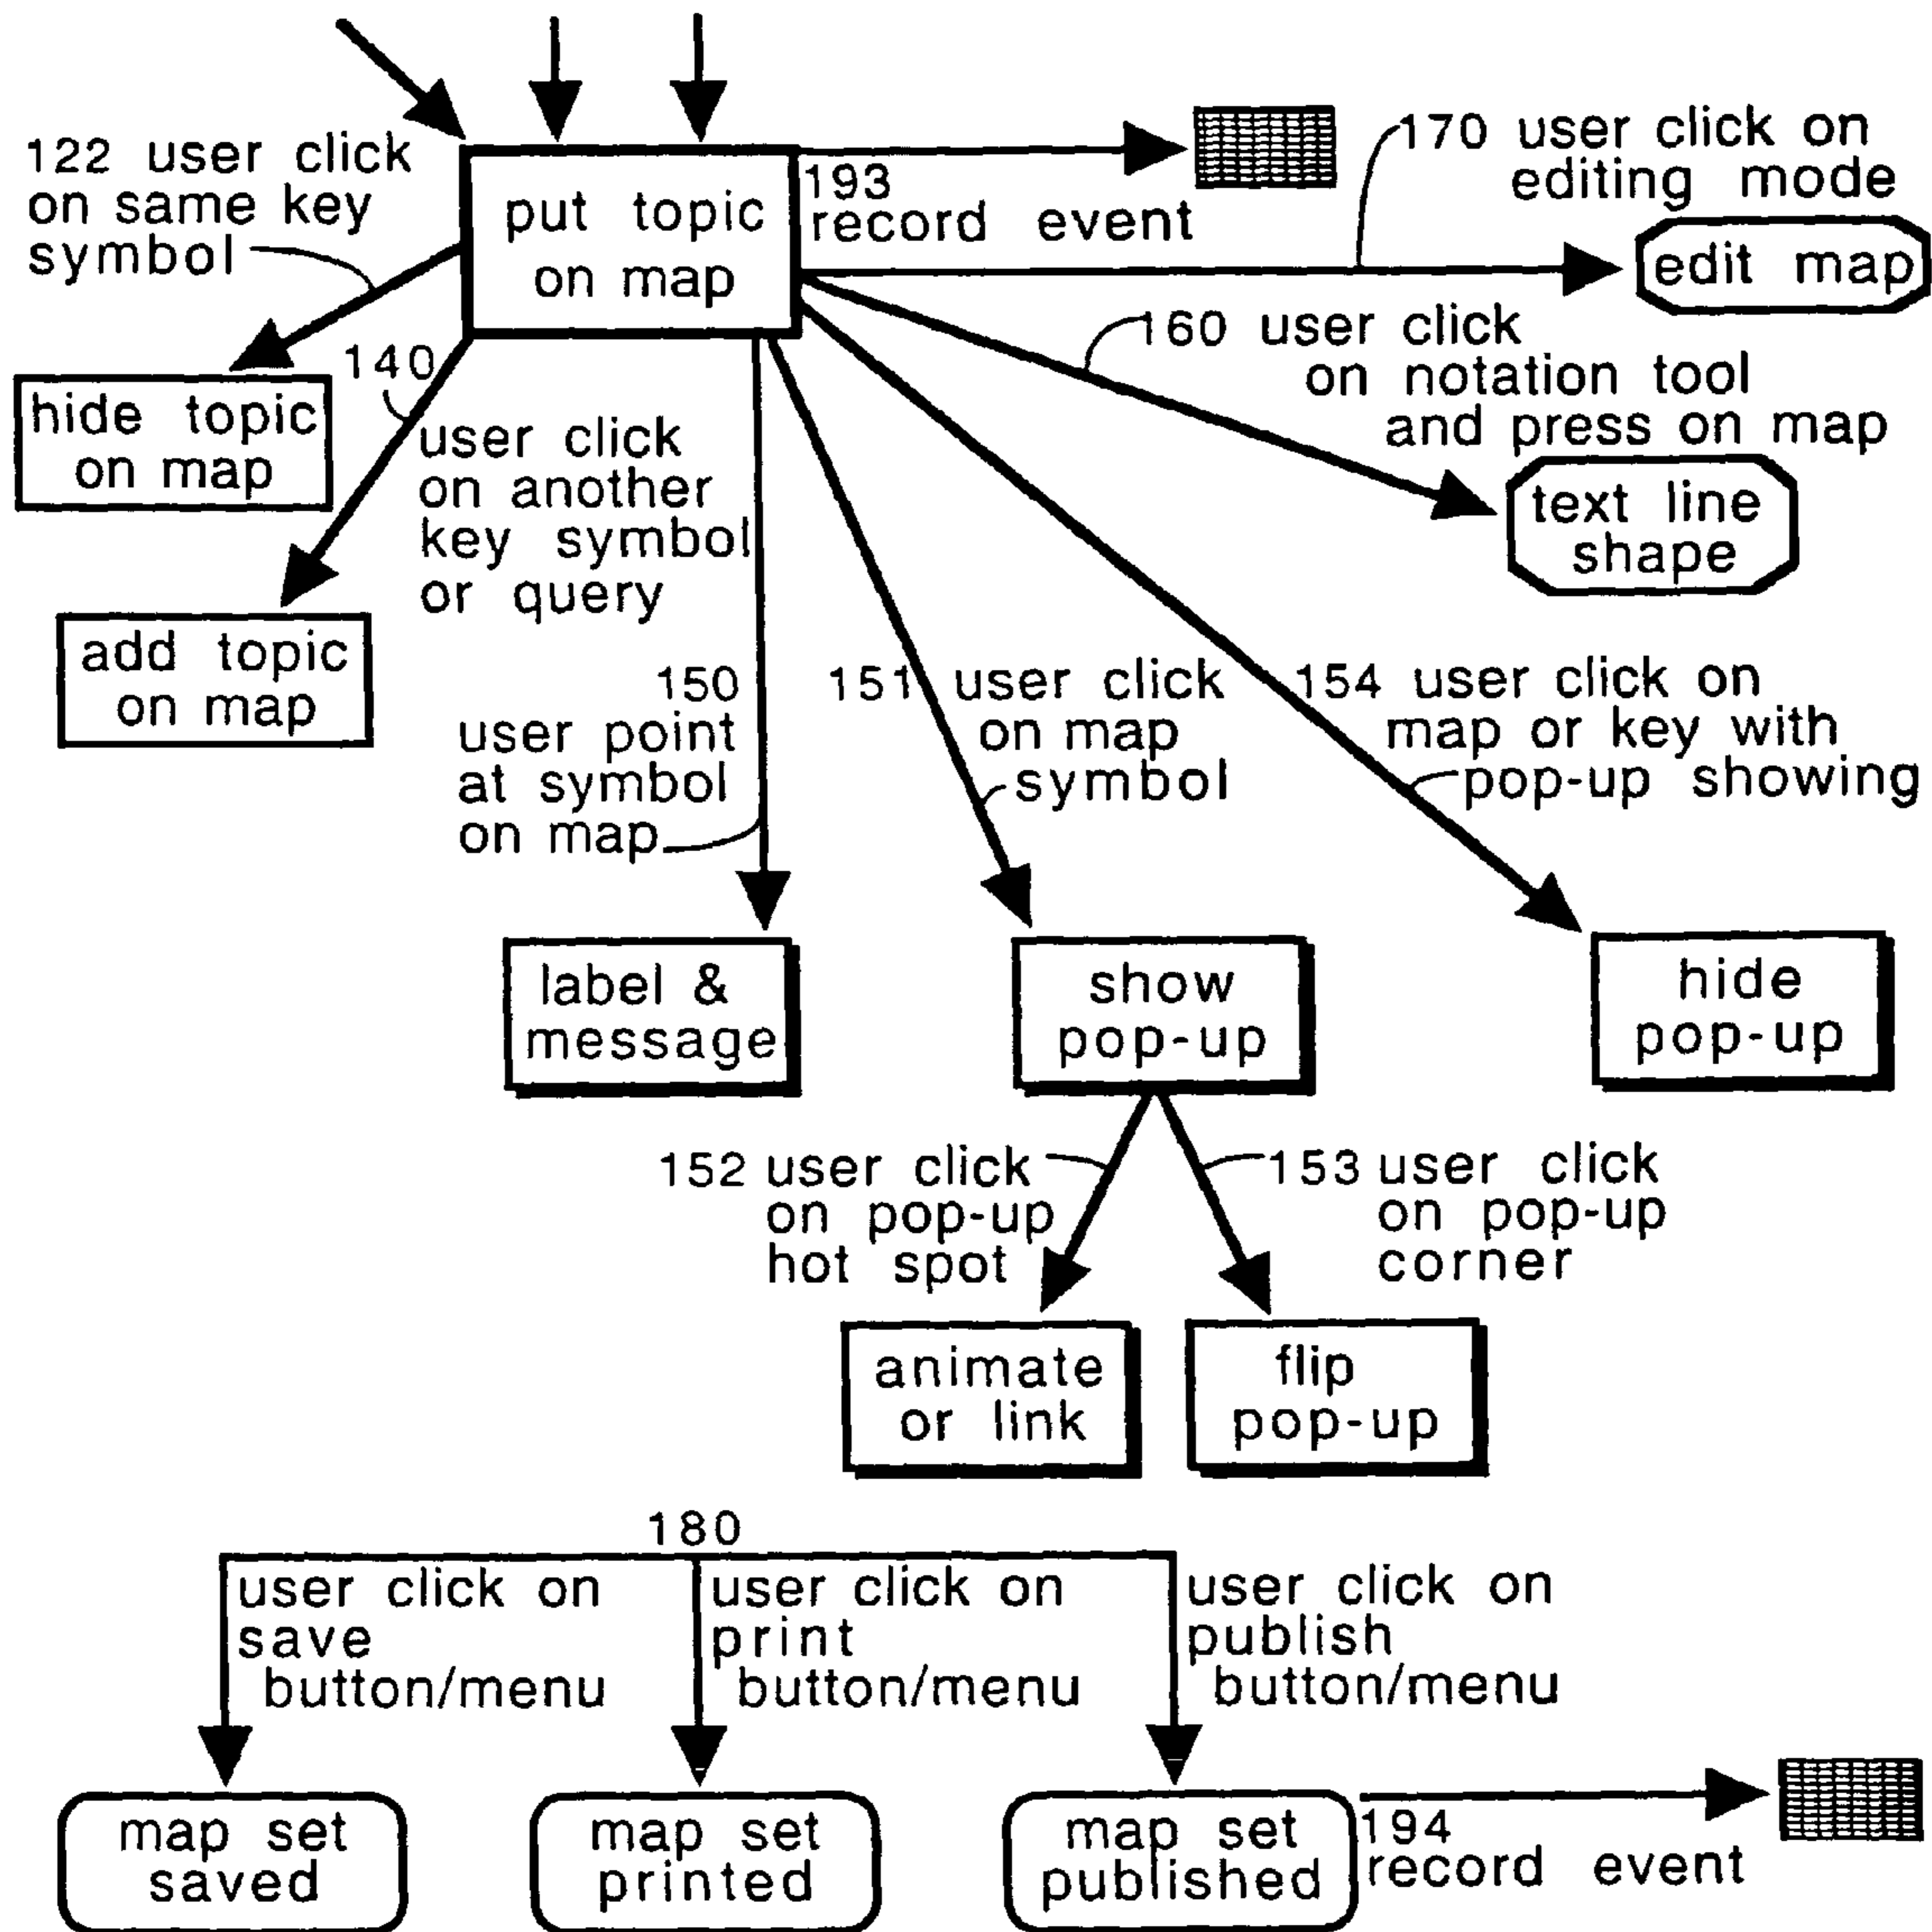 122 user click
on same key
symbol
put topic
on map
193
record event
170 user click on
editing mode
edit map
160 user click
on notation tool
and press on map
text line
shape
hide topic
on map
140
user click
on another
key symbol
or query
add topic
on map
150
user point
at symbol
on map
151 user click
on map
symbol
154 user click on
map or key with
pop-up showing
label &
message
show
pop-up
hide
pop-up
152 user click
on pop-up
hot spot
153 user click
on pop-up
corner
animate
or link
flip
pop-up
180
user click on
save
button/menu
user click on
print
button/menu
user click on
publish
button/menu
map set
saved
map set
printed
map set
published
194
record event